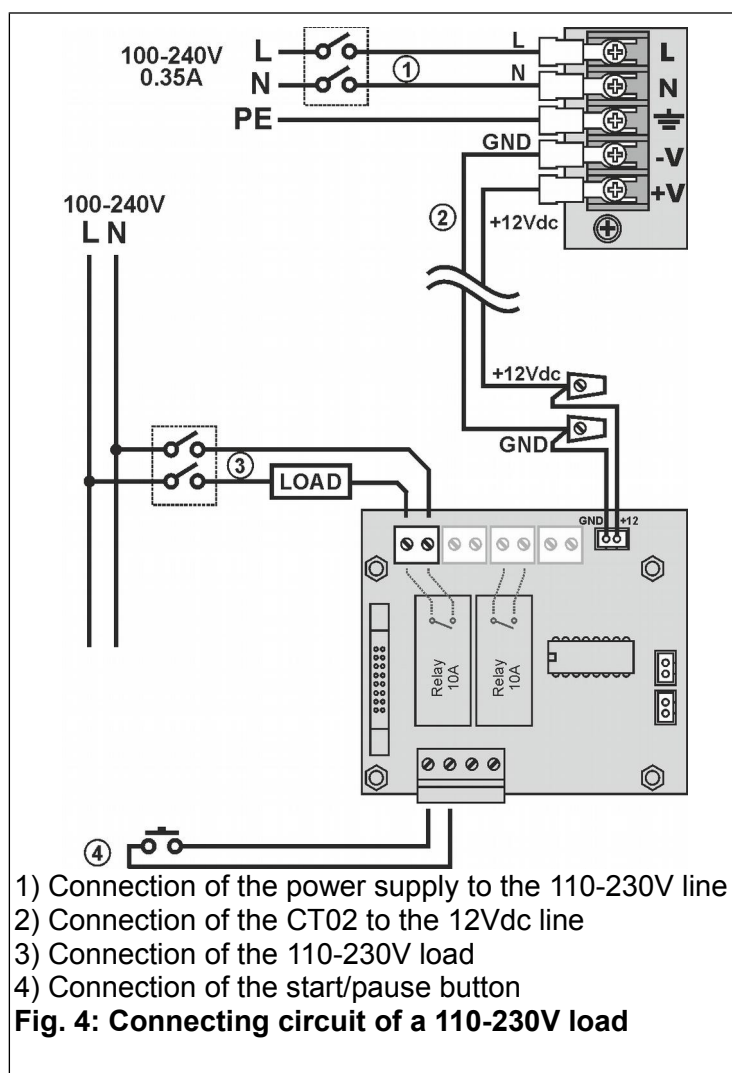 100-240V
0.35A
L
N
PE
1
L
N
GND
+12Vdc
L
N
-V
+V
2
100-240V
L N
+12Vdc
GND
3
LOAD
GND +12
Relay
10A
Relay
10A
4
1) Connection of the power supply to the 110-230V line
2) Connection of the CT02 to the 12Vdc line
3) Connection of the 110-230V load
4) Connection of the start/pause button
Fig. 4: Connecting circuit of a 110-230V load